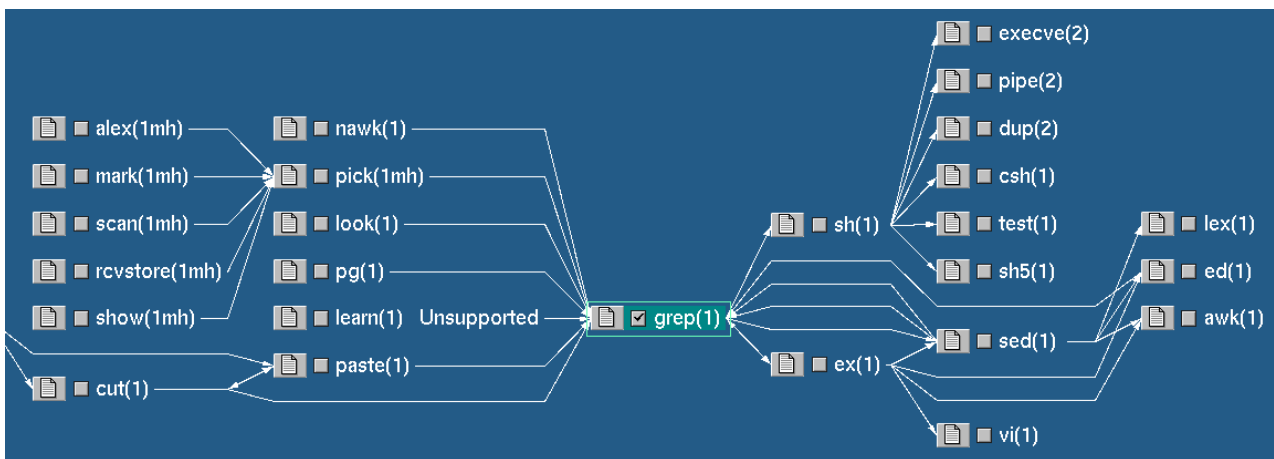 execve(2)
pipe(2)
alex(1mh) nawk(1) dup(2)
mark(1mh) pick(1mh) csh(1)
scan(1mh) look(1) sh(1) test(1) lex(1)
rcvstore(1mh) pg(1) sh5(1) ed(1)
show(1mh) learn(1) Unsupported grep(1) awk(1)
sed(1)
paste(1) ex(1)
cut(1)
vi(1)